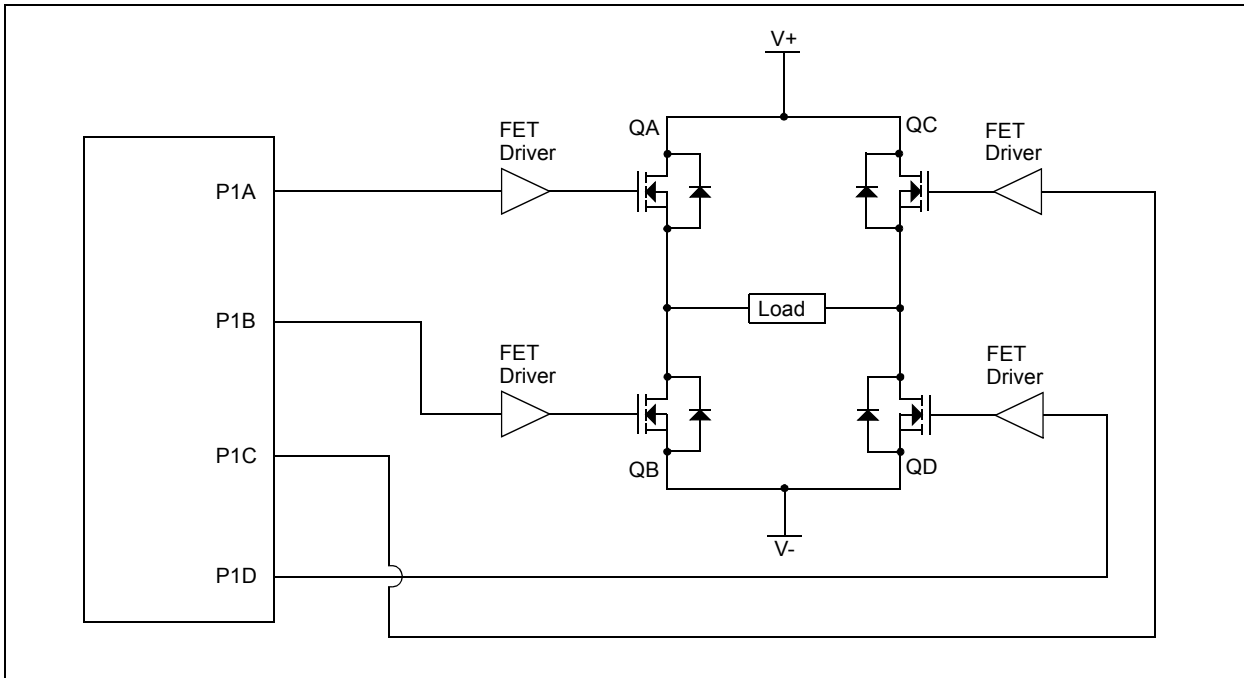 V+
QA
QC
FET
Driver
FET
Driver
P1A
P1B
Load
FET
Driver
FET
Driver
P1C
QB
QD
V-
P1D